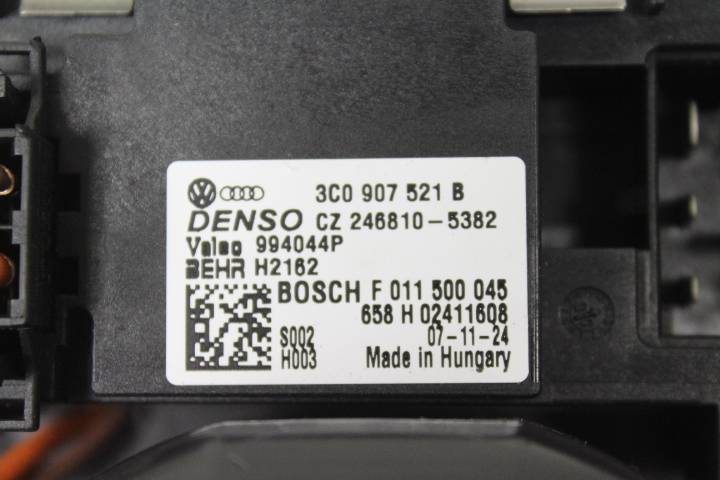 3C0 907 521 B
DENSO CZ 246810-5382
Valeo 994044P
BEHR H2162
BOSCH F 011 500 045
658 H 02411608
S002 07-11-24
H003 Made in Hungary